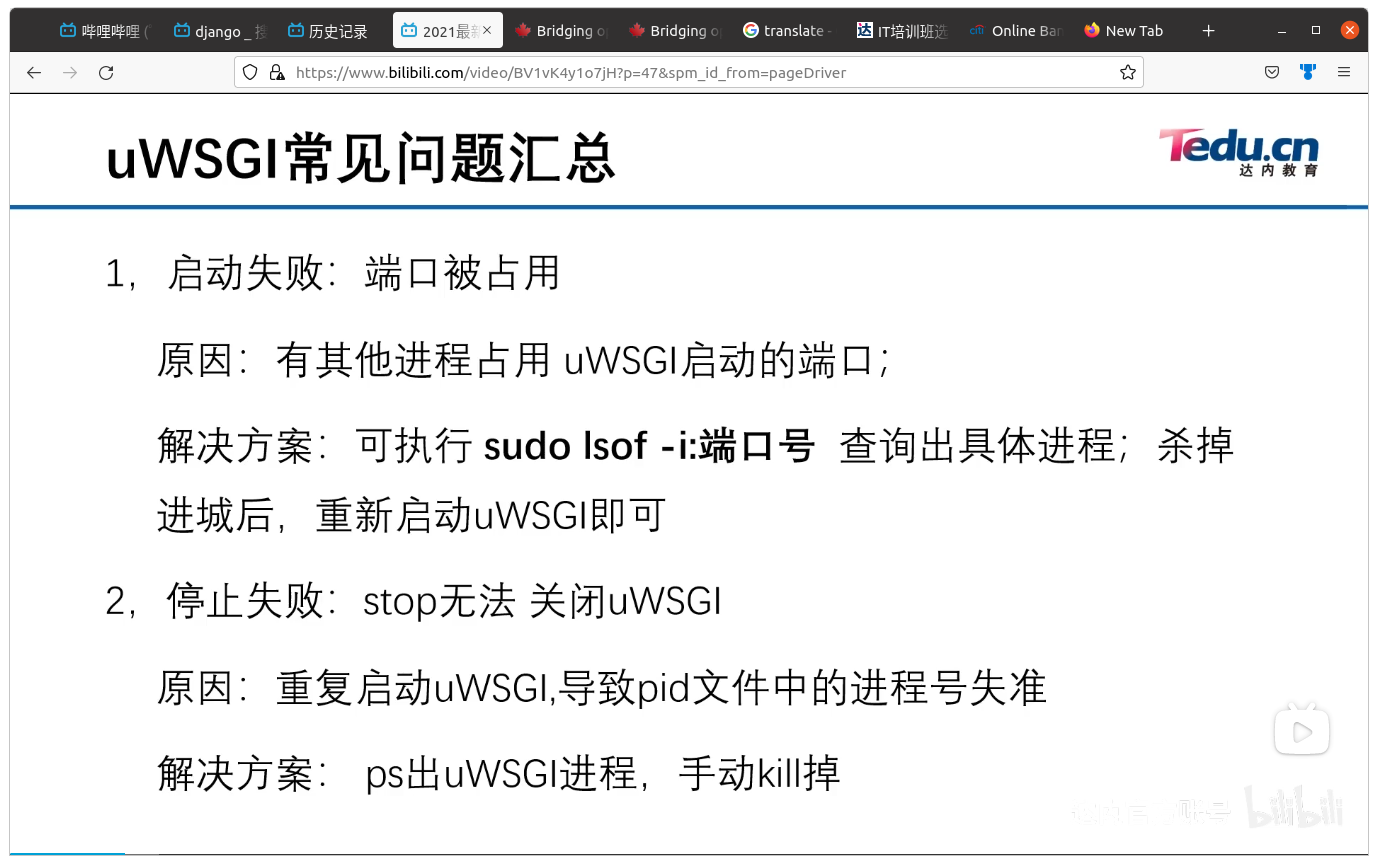 哔哩哔哩 (
django _ 搜
历史记录
2021最新
Bridging o
Bridging o
translate -
IT培训班选
Online Ban
New Tab
https://www.bilibili.com/video/BV1vK4y1o7jH?p=47&spm_id_from=pageDriver
uWSGI常见问题汇总
Tedu.cn
达内教育
1，启动失败：端口被占用
原因：有其他进程占用 uWSGI启动的端口；
解决方案：可执行 sudo lsof -i:端口号 查询出具体进程；杀掉
进城后，重新启动uWSGI即可
2，停止失败：stop无法 关闭uWSGI
原因：重复启动uWSGI,导致pid文件中的进程号失准
解决方案： ps出uWSGI进程，手动kill掉
bilibili